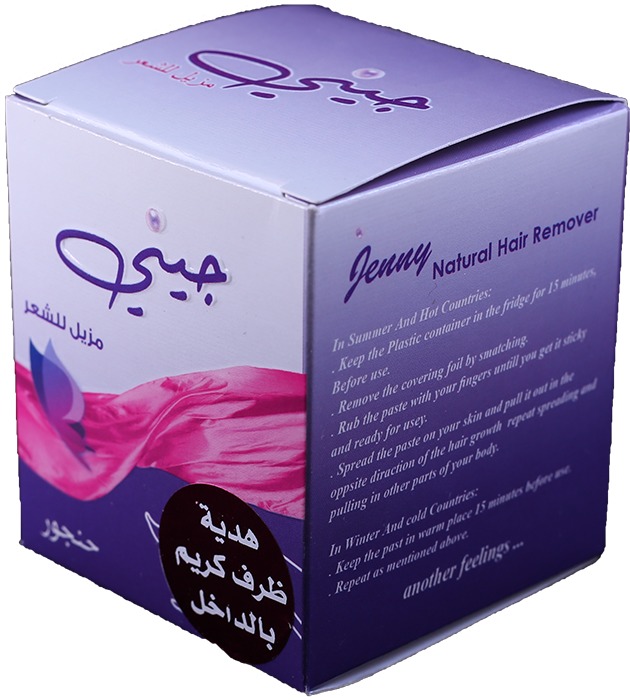 جيني
مزيل للشعر
جيني
مزيل للشعر
حنجور
هدية
ظرف كريم
بالداخل
Jenny Natural Hair Remover
In Summer And Hot Countries:
. Keep the Plastic container in the fridge for 15 minutes,
Before use.
. Remove the covering foil by smatching.
. Rub the paste with your fingers untill you get it sticky
and ready for usey.
. Spread the paste on your skin and pull it out in the
oppsite diraction of the hair growth repeat spreading and
pulling in other parts of your body.
In Winter And cold Countries:
. Keep the past in warm place 15 minutes before use.
. Repeat as mentioned above.
another feelings ...